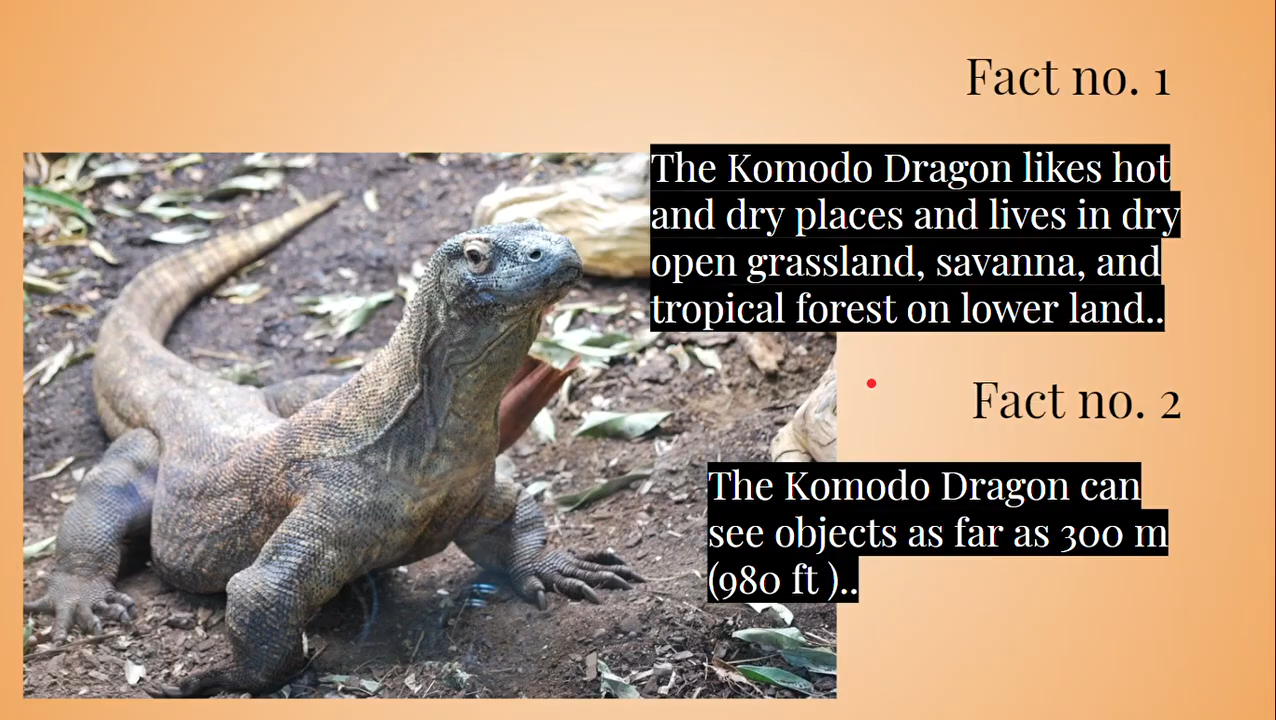 Fact no. 1
The Komodo Dragon likes hot
and dry places and lives in dry
open grassland, savanna, and
tropical forest on lower land..
Fact no. 2
The Komodo Dragon can
see objects as far as 300 m
(980 ft )..